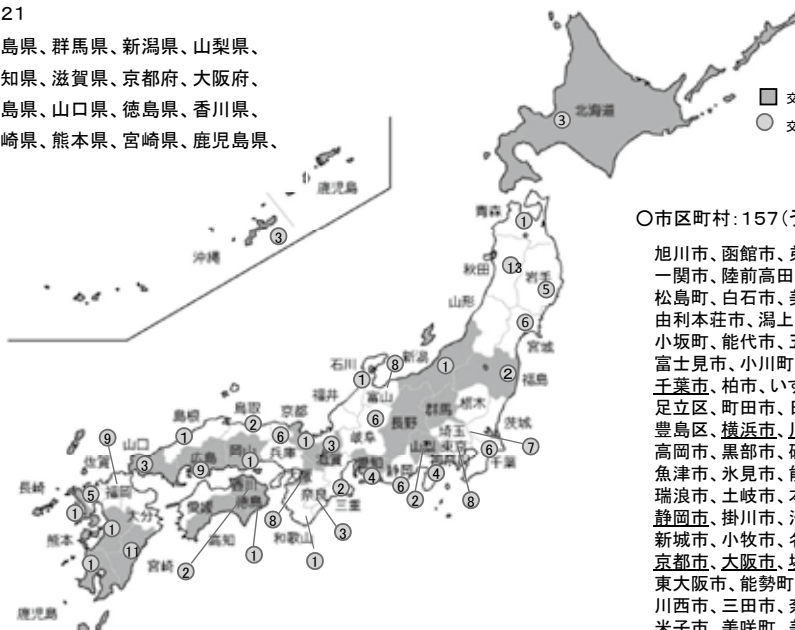 21
島県、群馬県、新潟県、山梨県、
知県、滋賀県、京都府、大阪府、
島県、山口県、徳島県、香川県、
崎県、熊本県、宮崎県、鹿児島県、
北海道
③
交
交
鹿児島
沖縄
③
青森
①
秋田
13
岩手
⑤
山形
⑥
宮城
新潟
①
②
福島
石川
①
⑧
富山
福井
⑥
岐阜
長野
群馬
栃木
茨城
埼玉
⑦
山梨
東京
⑥
千葉
②
④
⑧
静岡
⑥
④
②
三重
滋賀
③
京都
①
⑥
兵庫
鳥取
②
島根
①
岡山
①
広島
⑨
山口
③
⑨
佐賀
福岡
⑤
長崎
①
大分
①
熊本
⑪
①
宮崎
鹿児島
愛媛
香川
徳島
高知
②
①
⑧
奈良
③
和歌山
①
○市区町村:157(
旭川市、函館市、
一関市、陸前高田
松島町、白石市、
由利本荘市、潟上
小坂町、能代市、
富士見市、小川町
千葉市、柏市、いす
足立区、町田市、
豊島区、横浜市、
高岡市、黒部市、
魚津市、氷見市、
瑞浪市、土岐市、
静岡市、掛川市、
新城市、小牧市、
京都市、大阪市、
東大阪市、能勢町
川西市、三田市、
米子市、美咲町、